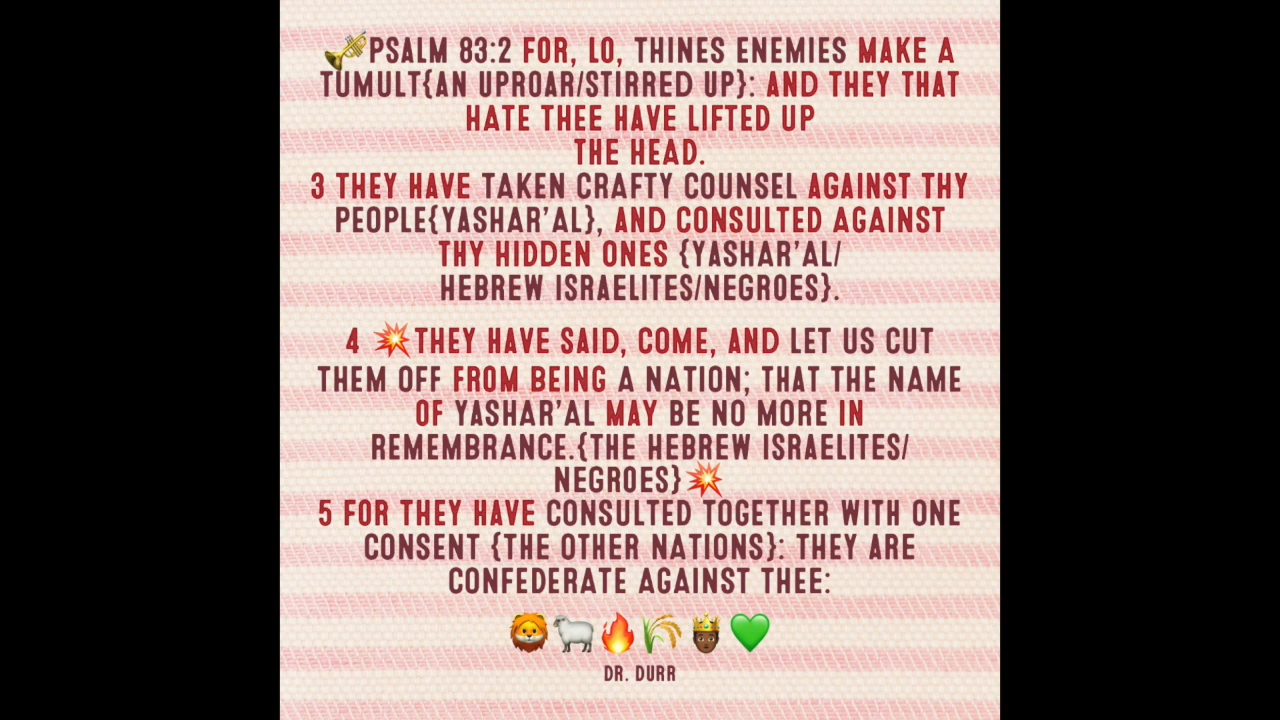 🎺PSALM 83:2 FOR, LO, THINES ENEMIES MAKE A
TUMULT{AN UPROAR/STIRRED UP}: AND THEY THAT
HATE THEE HAVE LIFTED UP
THE HEAD.
3 THEY HAVE TAKEN CRAFTY COUNSEL AGAINST THY
PEOPLE{YASHAR'AL}, AND CONSULTED AGAINST
THY HIDDEN ONES {YASHAR'AL/
HEBREW ISRAELITES/NEGROES}.
4 💥THEY HAVE SAID, COME, AND LET US CUT
THEM OFF FROM BEING A NATION; THAT THE NAME
OF YASHAR'AL MAY BE NO MORE IN
REMEMBRANCE.{THE HEBREW ISRAELITES/
NEGROES}💥
5 FOR THEY HAVE CONSULTED TOGETHER WITH ONE
CONSENT {THE OTHER NATIONS}: THEY ARE
CONFEDERATE AGAINST THEE:
🦁🐑🔥🌾🤴🏾💚
DR. DURR